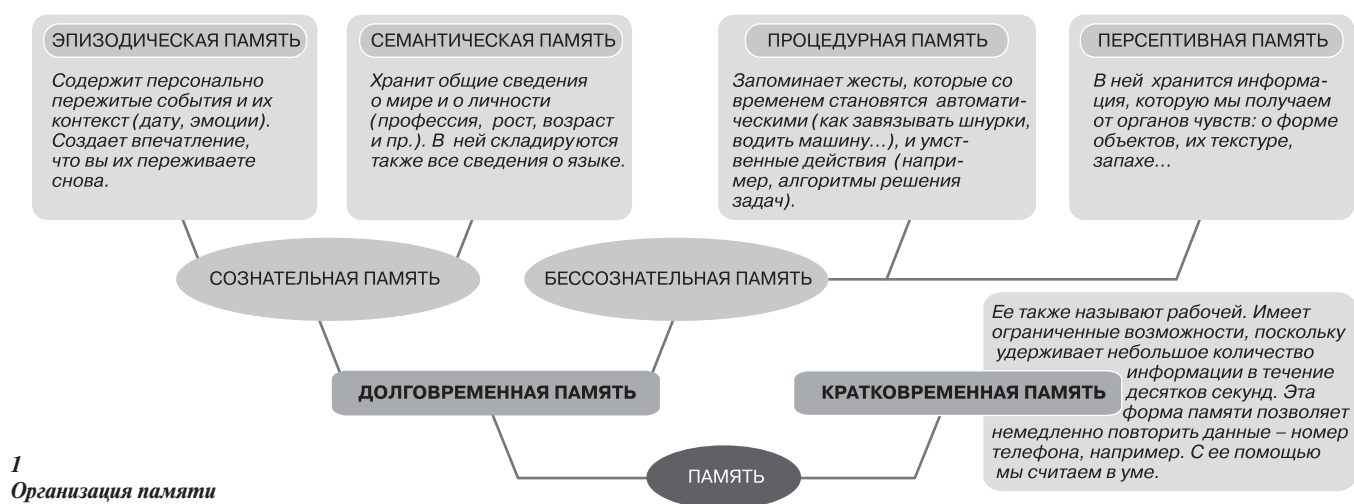 ЭПИЗОДИЧЕСКАЯ ПАМЯТЬ
Содержит персонально
пережитые события и их
контекст (дату, эмоции).
Создает впечатление,
что вы их переживаете
снова.
СЕМАНТИЧЕСКАЯ ПАМЯТЬ
Хранит общие сведения
о мире и о личности
(профессия, рост, возраст
и пр.). В ней складируются
также все сведения о языке.
ПРОЦЕДУРНАЯ ПАМЯТЬ
Запоминает жесты, которые со
временем становятся автомати-
ческими (как завязывать шнурки,
водить машину...), и умст-
венные действия (напри-
мер, алгоритмы решения
задач).
ПЕРСЕПТИВНАЯ ПАМЯТЬ
В ней хранится информа-
ция, которую мы получаем
от органов чувств: о форме
объектов, их текстуре,
запахе...
СОЗНАТЕЛЬНАЯ ПАМЯТЬ
БЕССОЗНАТЕЛЬНАЯ ПАМЯТЬ
ДОЛГОВРЕМЕННАЯ ПАМЯТЬ
КРАТКОВРЕМЕННАЯ ПАМЯТЬ
Ее также называют рабочей. Имеет
ограниченные возможности, поскольку
удерживает небольшое количество
информации в течение
десятков секунд. Эта
форма памяти позволяет
немедленно повторить данные – номер
телефона, например. С ее помощью
мы считаем в уме.
ПАМЯТЬ
1
Организация памяти